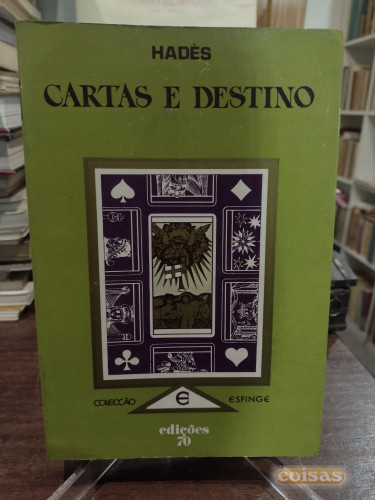 HADÈS
CARTAS E DESTINO
COLECÇÃO E ESFINGE
edições
70
coisas